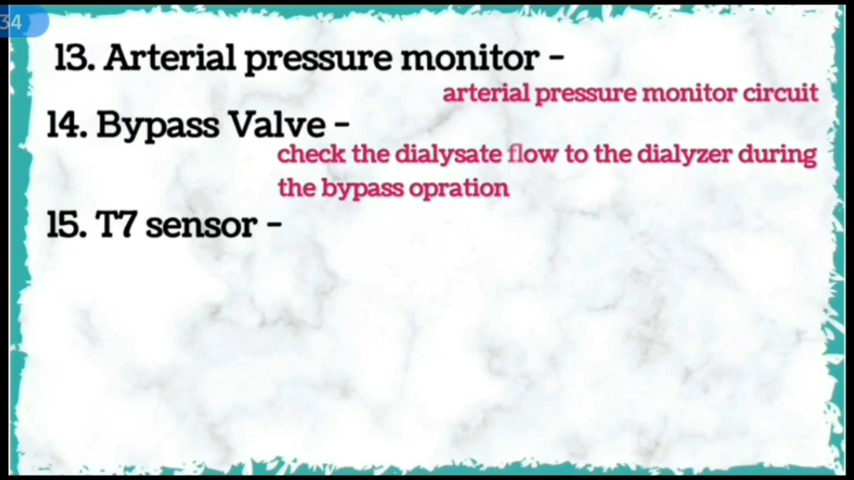 34
13. Arterial pressure monitor -
arterial pressure monitor circuit
14. Bypass Valve -
check the dialysate flow to the dialyzer during
the bypass opration
15. T7 sensor -